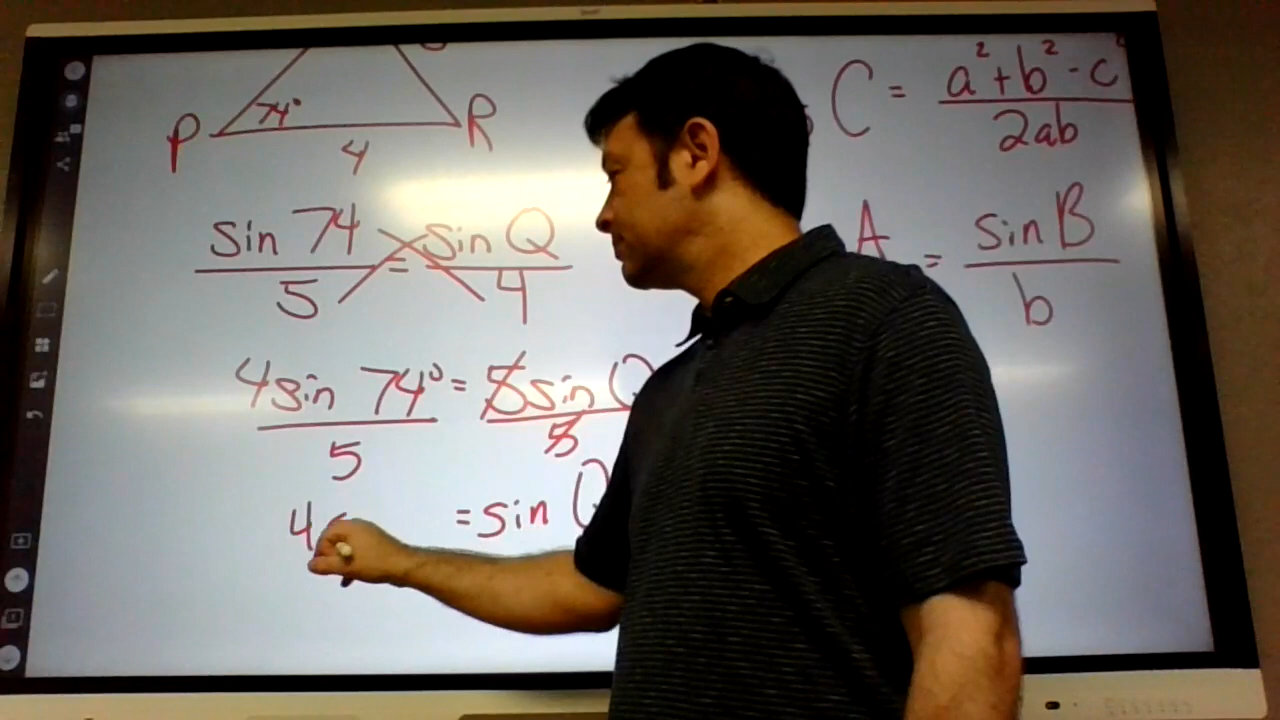 74°
P R
4
C = a² + b² - c²
2ab
sin 74 = sin Q
5 4
A = sin B
b
4 sin 74° = 5 sin Q
5 5
4 = sin Q